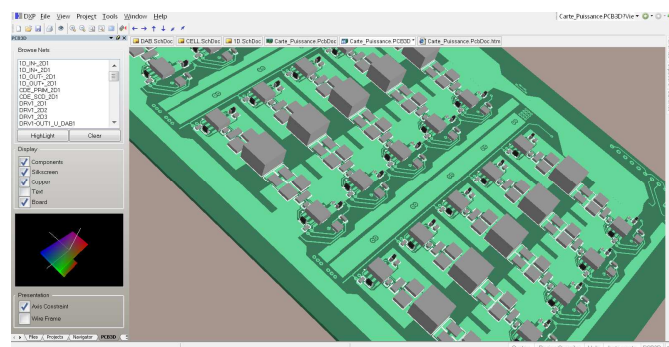 DXP File View Project Tools Window Help
Carte_Puissance.PCB3D?Vie
PCB3D
DAB.SchDoc CELL.SchDoc 1D.SchDoc Carte_Puissance.PcbDoc Carte_Puissance.PCB3D * Carte_Puissance.PcbDoc.htm
Browse Nets
1D_IN-_2D1
1D_IN+_2D1
1D_OUT-_2D1
1D_OUT+_2D1
CDE_PRIM_2D1
CDE_SCD_2D1
DRV1_2D1
DRV1_2D2
DRV1_2D3
DRV1-OUT1_U_DAB1
HighLight Clear
Display
Components
Silkscreen
Copper
Text
Board
Presentation
Axis Constraint
Wire Frame
Files Projects Navigator PCB3D